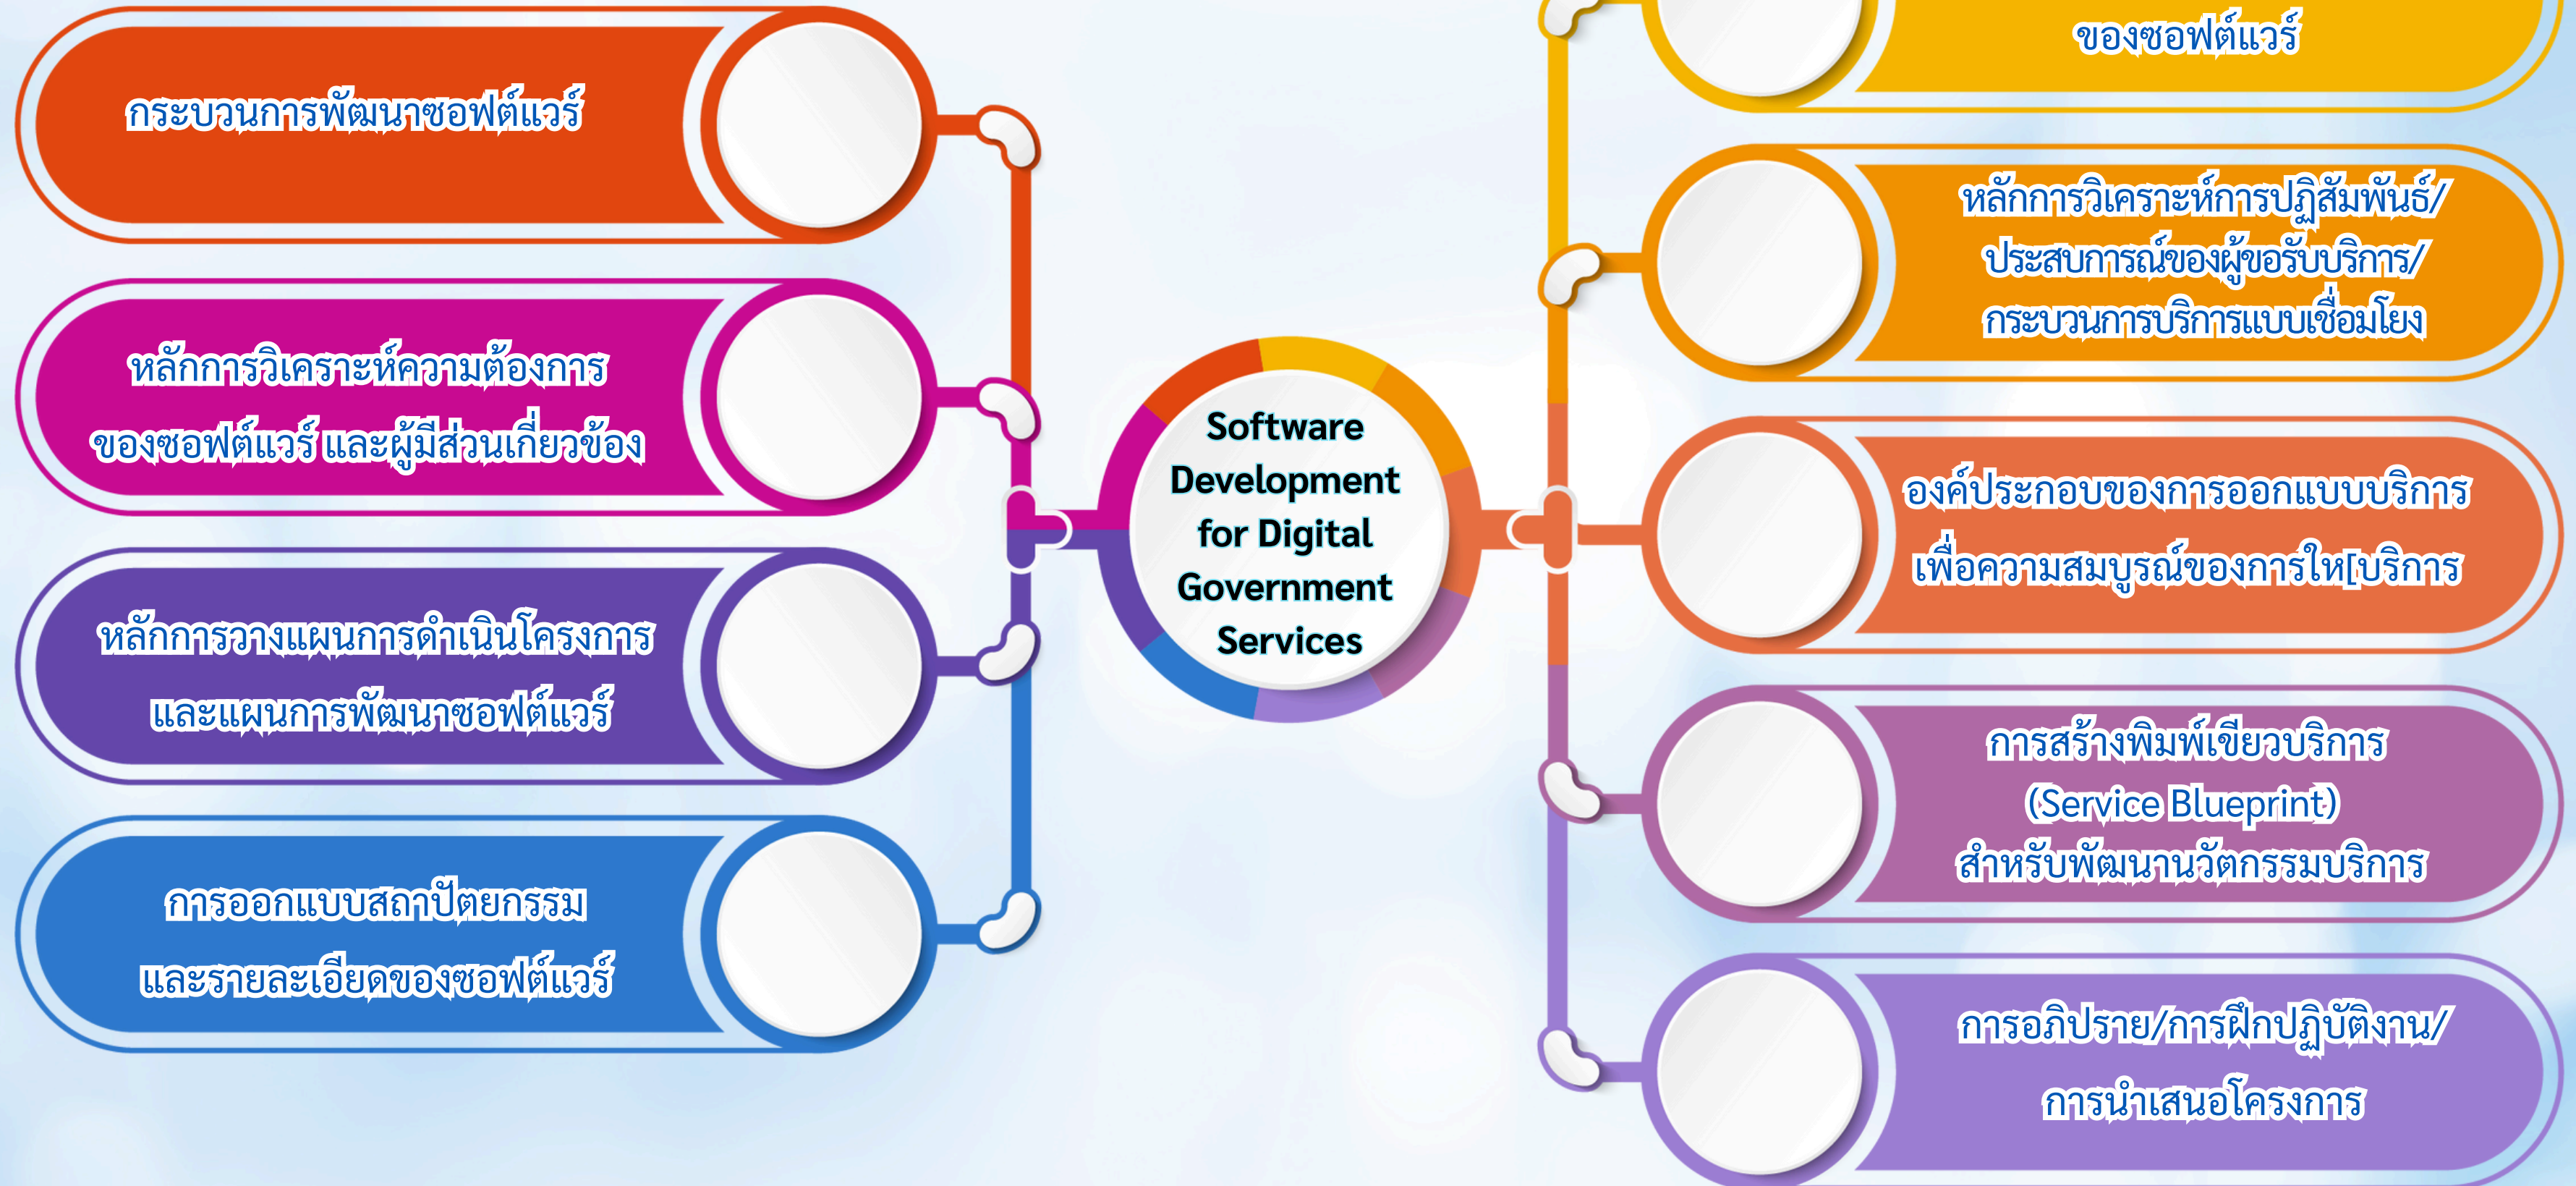 กระบวนการพัฒนาซอฟต์แวร์
หลักการวิเคราะห์ความต้องการ
ของซอฟต์แวร์ และผู้มีส่วนเกี่ยวข้อง
หลักการวางแผนการดำเนินโครงการ
และแผนการพัฒนาซอฟต์แวร์
การออกแบบสถาปัตยกรรม
และรายละเอียดของซอฟต์แวร์
Software
Development
for Digital
Government
Services
ของซอฟต์แวร์
หลักการวิเคราะห์การปฏิสัมพันธ์/
ประสบการณ์ของผู้ขอรับบริการ/
กระบวนการบริการแบบเชื่อมโยง
องค์ประกอบของการออกแบบบริการ
เพื่อความสมบูรณ์ของการให[บริการ
การสร้างพิมพ์เขียวบริการ
(Service Blueprint)
สำหรับพัฒนานวัตกรรมบริการ
การอภิปราย/การฝึกปฏิบัติงาน/
การนำเสนอโครงการ